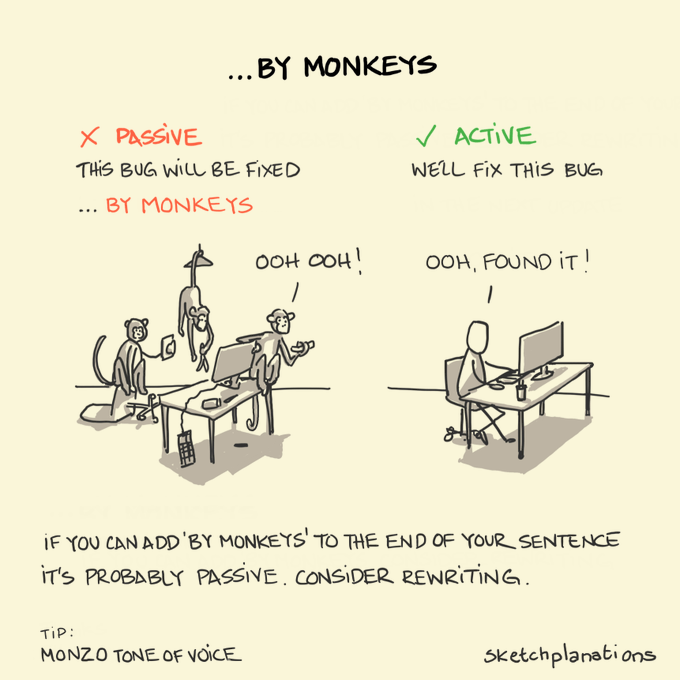 ...BY MONKEYS
✗ PASSIVE
THIS BUG WILL BE FIXED
... BY MONKEYS
OOH OOH!
✓ ACTIVE
WE'LL FIX THIS BUG
OOH, FOUND IT!
IF YOU CAN ADD 'BY MONKEYS' TO THE END OF YOUR SENTENCE
IT'S PROBABLY PASSIVE. CONSIDER REWRITING.
TIP:
MONZO TONE OF VOICE
sketchplanations